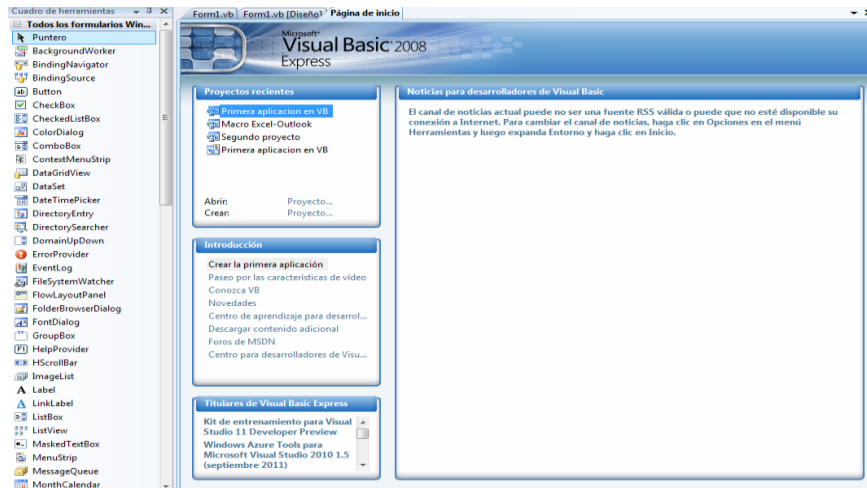 Cuadro de herramientas
Todos los formularios Win...
Puntero
BackgroundWorker
BindingNavigator
BindingSource
Button
CheckBox
CheckedListBox
ColorDialog
ComboBox
ContextMenuStrip
DataGridView
DataSet
DateTimePicker
DirectoryEntry
DirectorySearcher
DomainUpDown
ErrorProvider
EventLog
FileSystemWatcher
FlowLayoutPanel
FolderBrowserDialog
FontDialog
GroupBox
HelpProvider
HScrollBar
ImageList
Label
LinkLabel
ListBox
ListView
MaskedTextBox
MenuStrip
MessageQueue
MonthCalendar
Form1.vb Form1.vb [Diseño] Página de inicio
Microsoft
Visual Basic 2008
Express
Proyectos recientes
Primera aplicacion en VB
Macro Excel-Outlook
Segundo proyecto
Primera aplicacion en VB
Abrir: Proyecto...
Crear: Proyecto...
Introducción
Crear la primera aplicación
Paseo por las características de vídeo
Conozca VB
Novedades
Centro de aprendizaje para desarrol...
Descargar contenido adicional
Foros de MSDN
Centro para desarrolladores de Visu...
Titulares de Visual Basic Express
Kit de entrenamiento para Visual
Studio 11 Developer Preview
Windows Azure Tools para
Microsoft Visual Studio 2010 1.5
(septiembre 2011)
Noticias para desarrolladores de Visual Basic
El canal de noticias actual puede no ser una fuente RSS válida o puede que no esté disponible su
conexión a Internet. Para cambiar el canal de noticias, haga clic en Opciones en el menú
Herramientas y luego expanda Entorno y haga clic en Inicio.